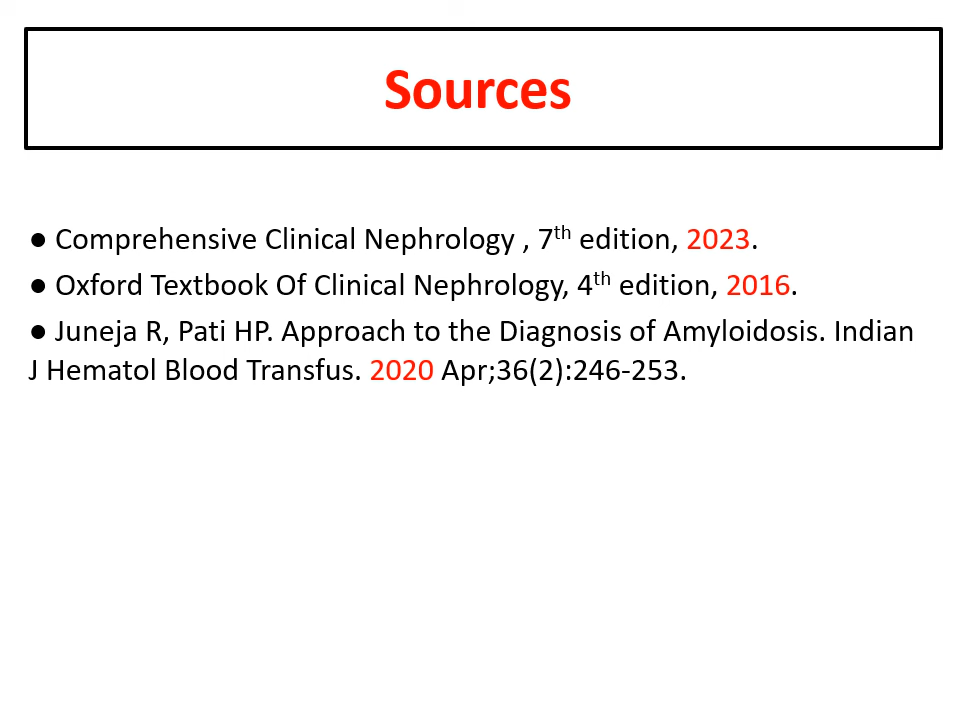 Sources
● Comprehensive Clinical Nephrology , 7th edition, 2023.
● Oxford Textbook Of Clinical Nephrology, 4th edition, 2016.
● Juneja R, Pati HP. Approach to the Diagnosis of Amyloidosis. Indian
J Hematol Blood Transfus. 2020 Apr;36(2):246-253.